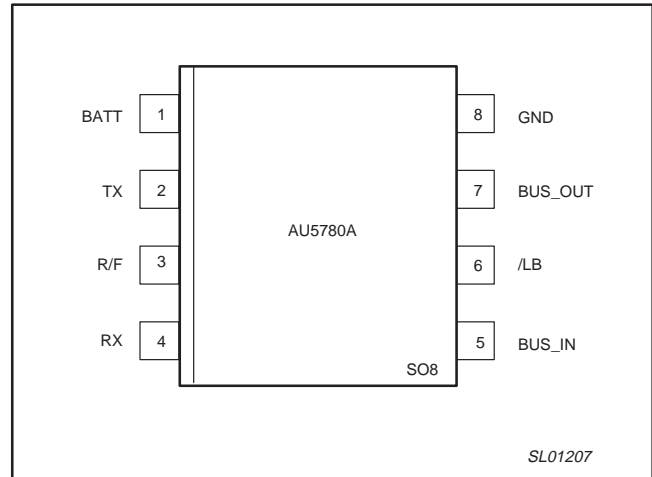 BATT 1 8 GND
TX 2 7 BUS_OUT
AU5780A
R/F 3 6 /LB
RX 4 5 BUS_IN
SO8
SL01207